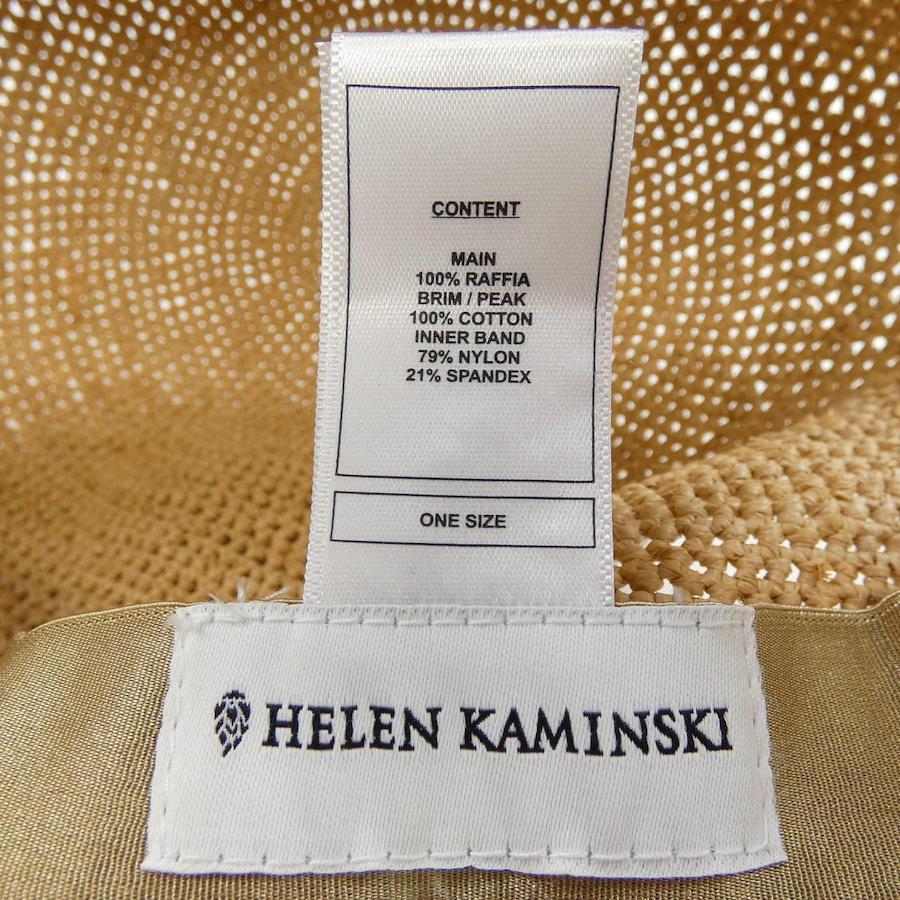 CONTENT
MAIN
100% RAFFIA
BRIM / PEAK
100% COTTON
INNER BAND
79% NYLON
21% SPANDEX
ONE SIZE
HELEN KAMINSKI